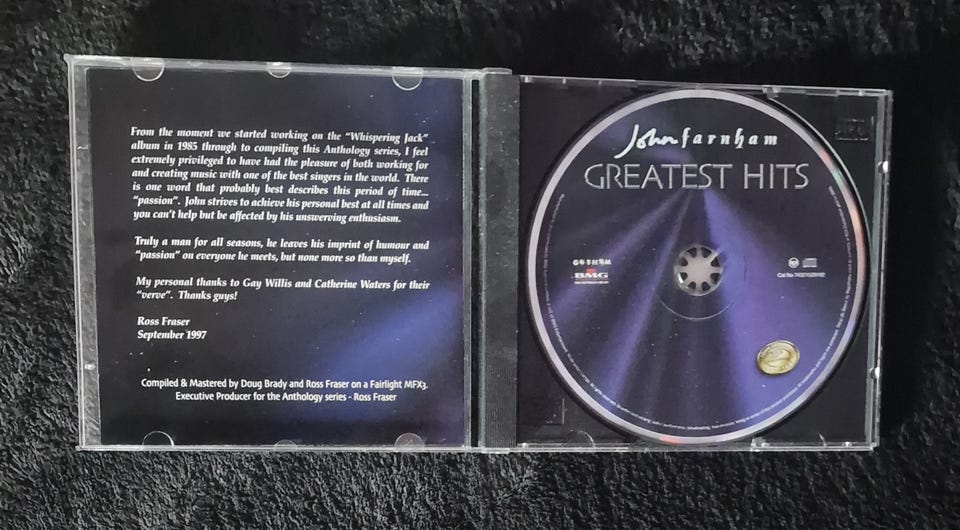 From the moment we started working on the "Whispering Jack"
album in 1985 through to compiling this Anthology series, I feel
extremely privileged to have had the pleasure of both working for
and creating music with one of the best singers in the world. There
is one word that probably best describes this period of time...
"passion". John strives to achieve his personal best at all times and
you can't help but be affected by his unswerving enthusiasm.
Truly a man for all seasons, he leaves his imprint of humour and
"passion" on everyone he meets, but none more so than myself.
My personal thanks to Gay Willis and Catherine Waters for their
"verve". Thanks guys!
Ross Fraser
September 1997
Compiled & Mastered by Doug Brady and Ross Fraser on a Fairlight MFX3.
Executive Producer for the Anthology series - Ross Fraser
John farnham
GREATEST HITS
BMG
Cat No